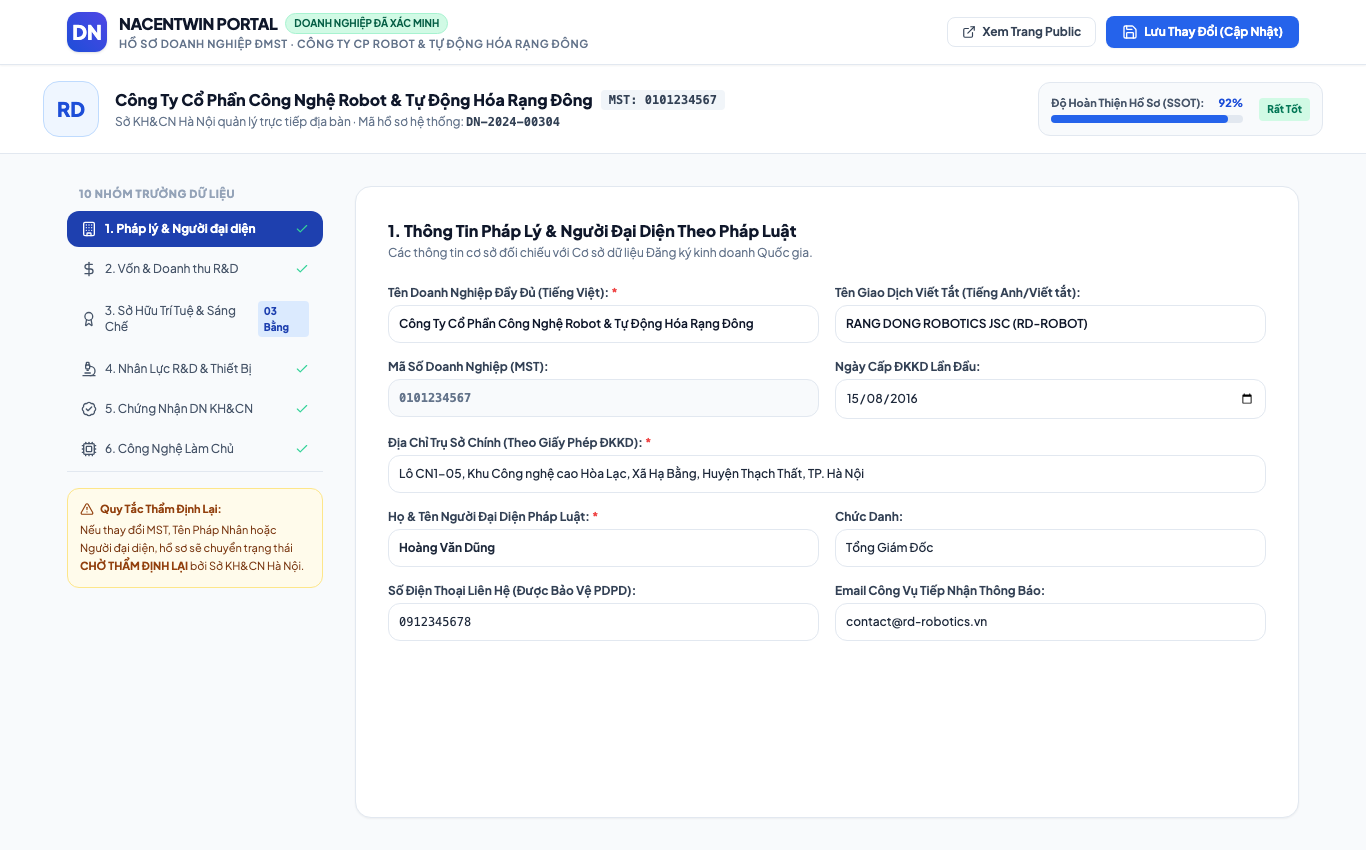 DN
NACENTWIN PORTAL
DOANH NGHIỆP ĐÃ XÁC MINH
HỒ SƠ DOANH NGHIỆP ĐMST · CÔNG TY CP ROBOT & TỰ ĐỘNG HÓA RẠNG ĐÔNG
Xem Trang Public
Lưu Thay Đổi (Cập Nhật)
RD
Công Ty Cổ Phần Công Nghệ Robot & Tự Động Hóa Rạng Đông
MST: 0101234567
Sở KH&CN Hà Nội quản lý trực tiếp địa bàn · Mã hồ sơ hệ thống: DN-2024-00304
Độ Hoàn Thiện Hồ Sơ (SSOT): 92%
Rất Tốt
10 NHÓM TRƯỜNG DỮ LIỆU
1. Pháp lý & Người đại diện
2. Vốn & Doanh thu R&D
3. Sở Hữu Trí Tuệ & Sáng
Chế
03
Bằng
4. Nhân Lực R&D & Thiết Bị
5. Chứng Nhận DN KH&CN
6. Công Nghệ Làm Chủ
Quy Tắc Thẩm Định Lại:
Nếu thay đổi MST, Tên Pháp Nhân hoặc
Người đại diện, hồ sơ sẽ chuyển trạng thái
CHỜ THẨM ĐỊNH LẠI bởi Sở KH&CN Hà Nội.
1. Thông Tin Pháp Lý & Người Đại Diện Theo Pháp Luật
Các thông tin cơ sở đối chiếu với Cơ sở dữ liệu Đăng ký kinh doanh Quốc gia.
Tên Doanh Nghiệp Đầy Đủ (Tiếng Việt): *
Công Ty Cổ Phần Công Nghệ Robot & Tự Động Hóa Rạng Đông
Tên Giao Dịch Viết Tắt (Tiếng Anh/Viết tắt):
RANG DONG ROBOTICS JSC (RD-ROBOT)
Mã Số Doanh Nghiệp (MST):
0101234567
Ngày Cấp ĐKKD Lần Đầu:
15/08/2016
Địa Chỉ Trụ Sở Chính (Theo Giấy Phép ĐKKD): *
Lô CN1-05, Khu Công nghệ cao Hòa Lạc, Xã Hạ Bằng, Huyện Thạch Thất, TP. Hà Nội
Họ & Tên Người Đại Diện Pháp Luật: *
Hoàng Văn Dũng
Chức Danh:
Tổng Giám Đốc
Số Điện Thoại Liên Hệ (Được Bảo Vệ PDPD):
0912345678
Email Công Vụ Tiếp Nhận Thông Báo:
contact@rd-robotics.vn